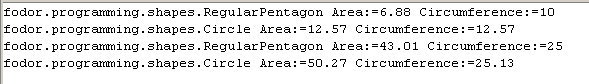 fodor.programming.shapes.RegularPentagon Area:=6.88 Circumference:=10
fodor.programming.shapes.Circle Area:=12.57 Circumference:=12.57
fodor.programming.shapes.RegularPentagon Area:=43.01 Circumference:=25
fodor.programming.shapes.Circle Area:=50.27 Circumference:=25.13